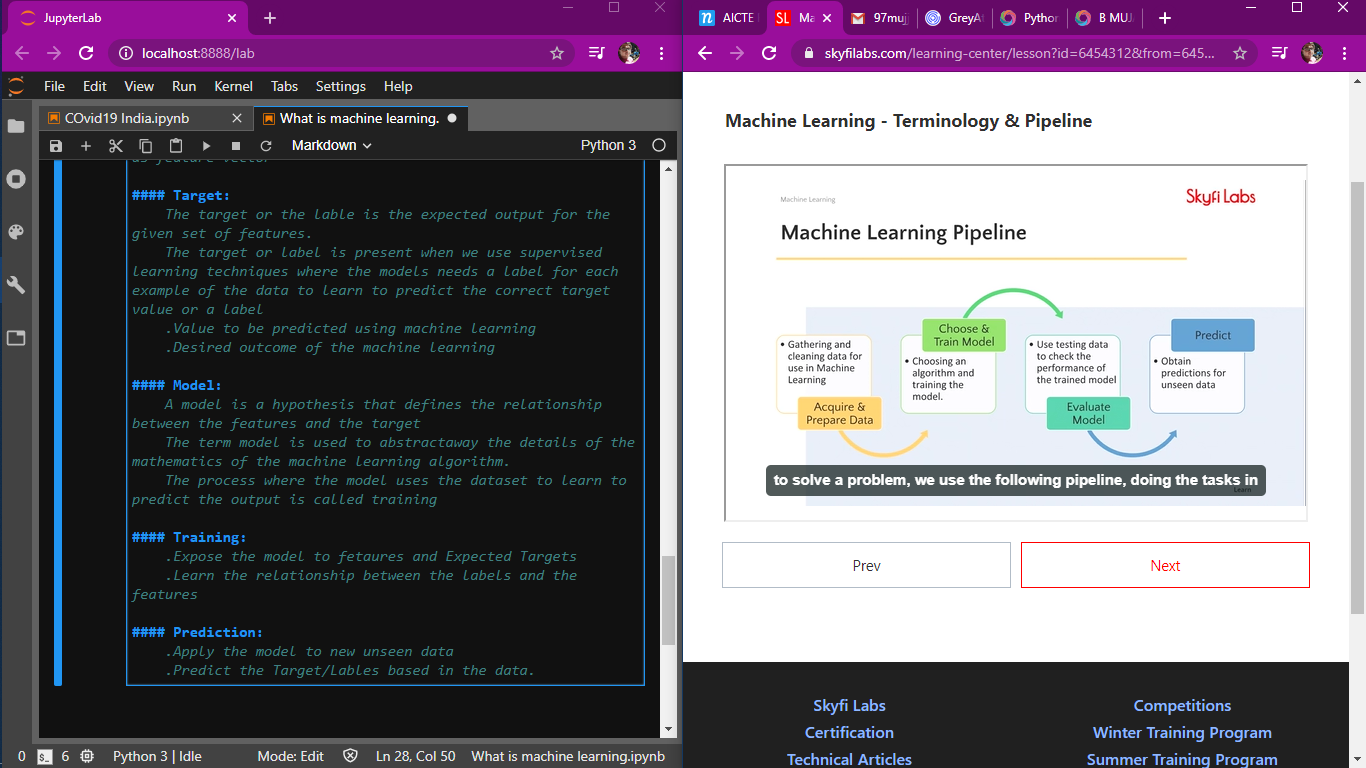 JupyterLab
localhost:8888/lab
File Edit View Run Kernel Tabs Settings Help
COvid19 India.ipynb
What is machine learning.
Markdown
Python 3
as feature vector
#### Target:
The target or the lable is the expected output for the
given set of features.
The target or Label is present when we use supervised
learning techniques where the models needs a label for each
example of the data to learn to predict the correct target
value or a label
.Value to be predicted using machine learning
.Desired outcome of the machine learning
#### Model:
A model is a hypothesis that defines the relationship
between the features and the target
The term model is used to abstractaway the details of the
mathematics of the machine learning algorithm.
The process where the model uses the dataset to learn to
predict the output is called training
#### Training:
.Expose the model to fetaures and Expected Targets
.Learn the relationship between the labels and the
features
#### Prediction:
.Apply the model to new unseen data
.Predict the Target/Lables based in the data.
0 $_ 6 Python 3 | Idle Mode: Edit Ln 28, Col 50 What is machine learning.ipynb
AICTE SL Ma 97muj GreyAt Python B MUJ
skyfilabs.com/learning-center/lesson?id=6454312&from=645...
Machine Learning - Terminology & Pipeline
Machine Learning
Skyfi Labs
Machine Learning Pipeline
• Gathering and
cleaning data for
use in Machine
Learning
Acquire &
Prepare Data
Choose &
Train Model
• Choosing an
algorithm and
training the
model.
• Use testing data
to check the
performance of
the trained model
Evaluate
Model
Predict
• Obtain
predictions for
unseen data
to solve a problem, we use the following pipeline, doing the tasks in
Learn
Prev
Next
Skyfi Labs
Certification
Technical Articles
Competitions
Winter Training Program
Summer Training Program